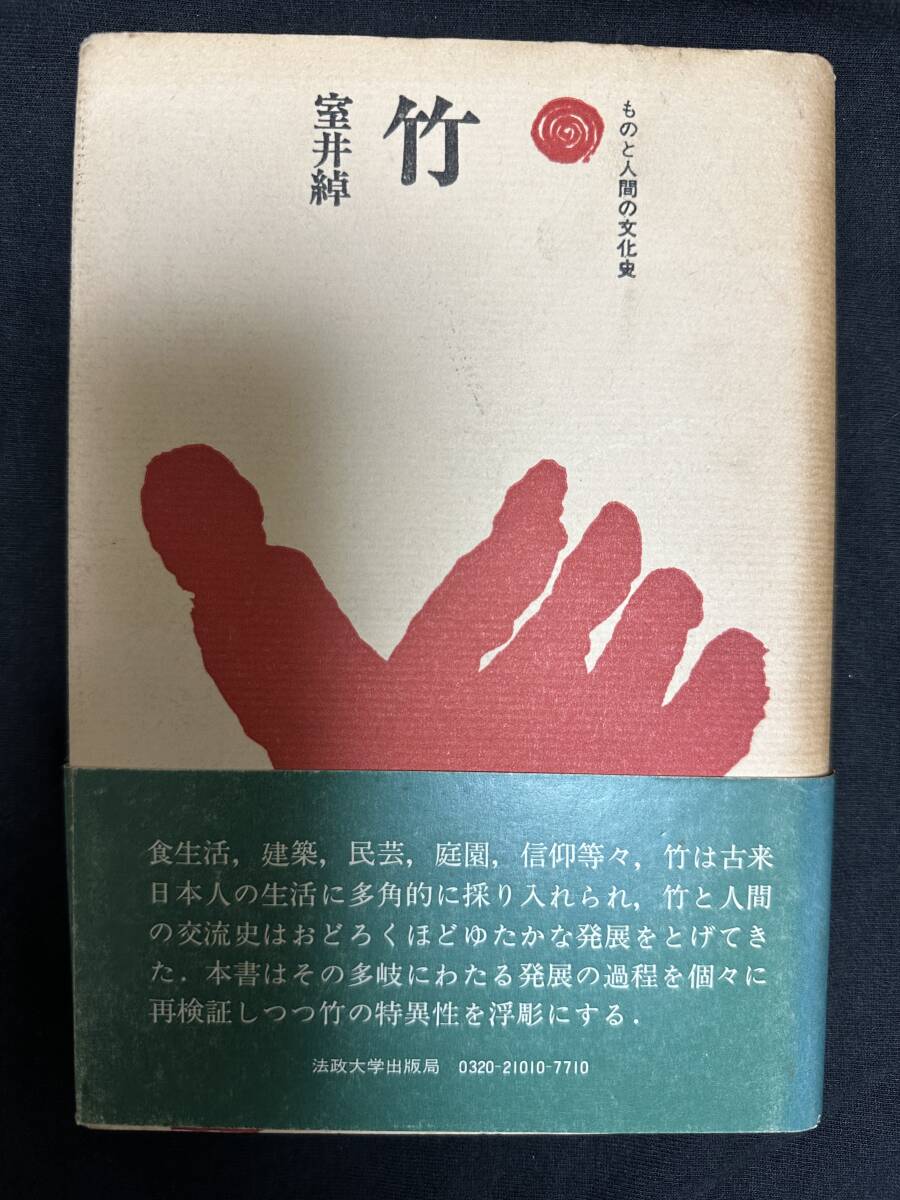 ものと人間の文化史
竹
室井綽
食生活，建築，民芸，庭園，信仰等々，竹は古来
日本人の生活に多角的に採り入れられ，竹と人間
の交流史はおどろくほどゆたかな発展をとげてき
た．本書はその多岐にわたる発展の過程を個々に
再検証しつつ竹の特異性を浮彫にする．
法政大学出版局 0320-21010-7710